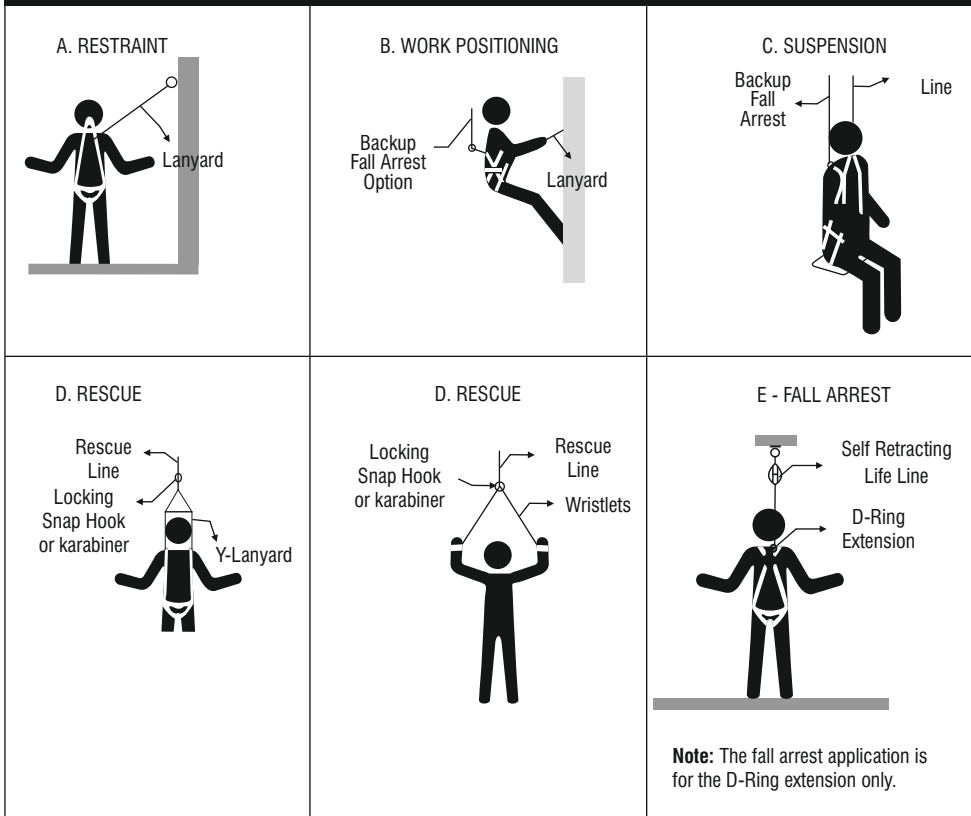 A. RESTRAINT
Lanyard
B. WORK POSITIONING
Backup
Fall Arrest
Option
Lanyard
C. SUSPENSION
Backup
Fall
Arrest
Line
D. RESCUE
Rescue
Line
Locking
Snap Hook
or karabiner
Y-Lanyard
D. RESCUE
Locking
Snap Hook
or karabiner
Rescue
Line
Wristlets
E - FALL ARREST
Self Retracting
Life Line
D-Ring
Extension
Note: The fall arrest application is
for the D-Ring extension only.